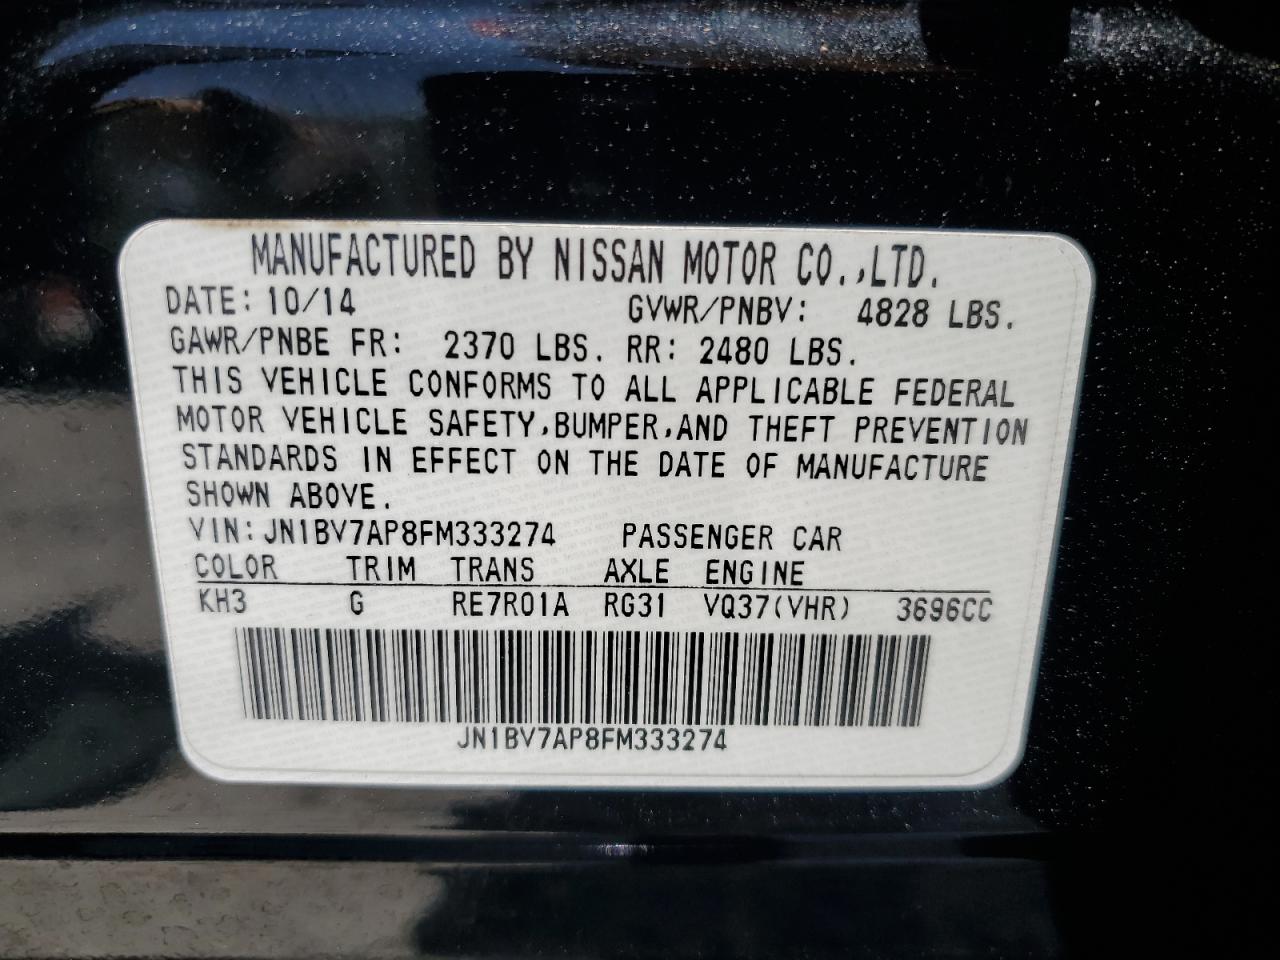 MANUFACTURED BY NISSAN MOTOR CO.,LTD.
DATE: 10/14 GVWR/PNBV: 4828 LBS.
GAWR/PNBE FR: 2370 LBS. RR: 2480 LBS.
THIS VEHICLE CONFORMS TO ALL APPLICABLE FEDERAL
MOTOR VEHICLE SAFETY,BUMPER,AND THEFT PREVENTION
STANDARDS IN EFFECT ON THE DATE OF MANUFACTURE
SHOWN ABOVE.
VIN: JN1BV7AP8FM333274 PASSENGER CAR
COLOR TRIM TRANS AXLE ENGINE
KH3 G RE7R01A RG31 VQ37(VHR) 3696CC
JN1BV7AP8FM333274